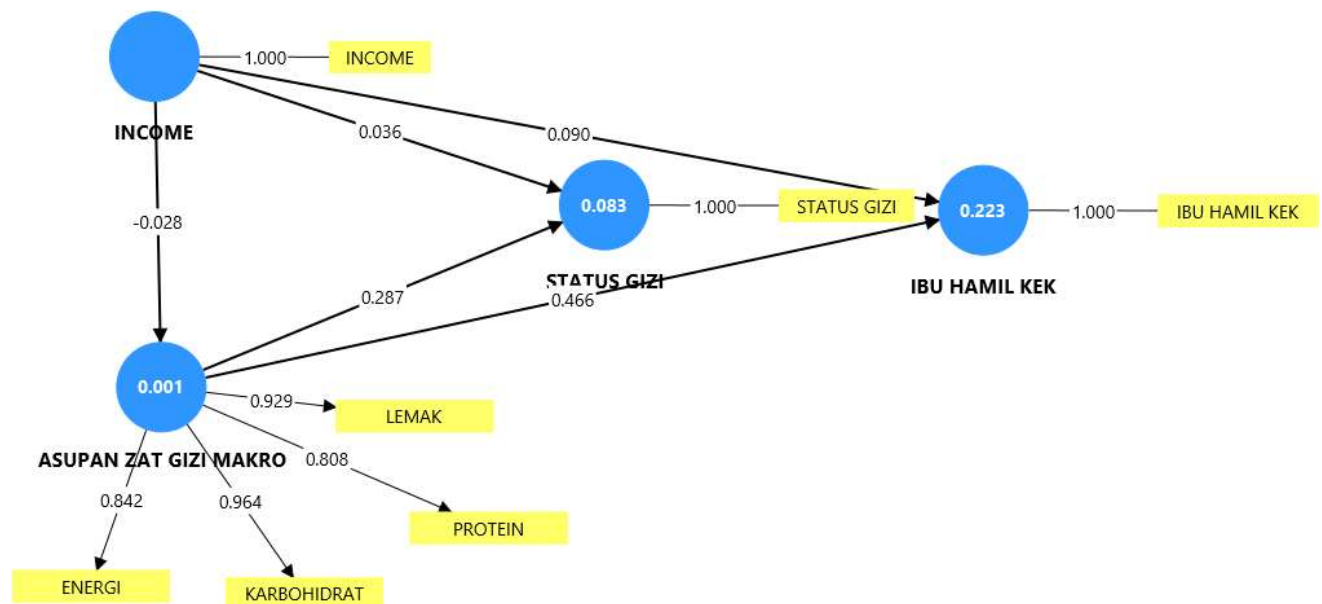 1.000
INCOME
INCOME
0.036
0.090
-0.028
0.083
1.000
STATUS GIZI
0.223
1.000
IBU HAMIL KEK
STATUS GIZI
IBU HAMIL KEK
0.287
0.466
0.001
0.929
LEMAK
ASUPAN ZAT GIZI MAKRO
0.808
0.842
0.964
PROTEIN
ENERGI
KARBOHIDRAT